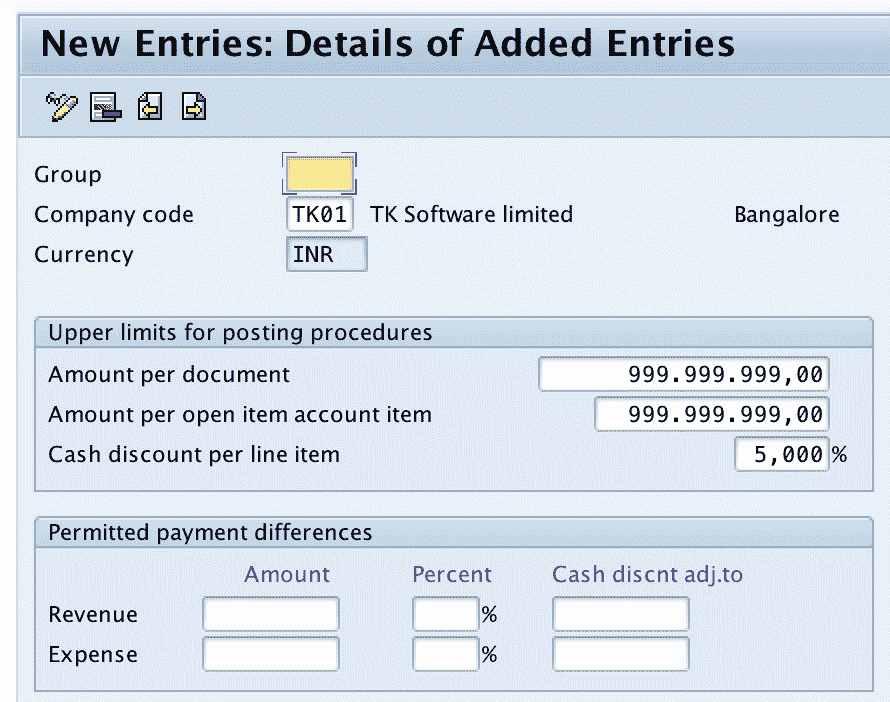 New Entries: Details of Added Entries
Group
Company code TK01 TK Software limited Bangalore
Currency INR
Upper limits for posting procedures
Amount per document 999.999.999,00
Amount per open item account item 999.999.999,00
Cash discount per line item 5,000 %
Permitted payment differences
Amount Percent Cash discnt adj.to
Revenue %
Expense %